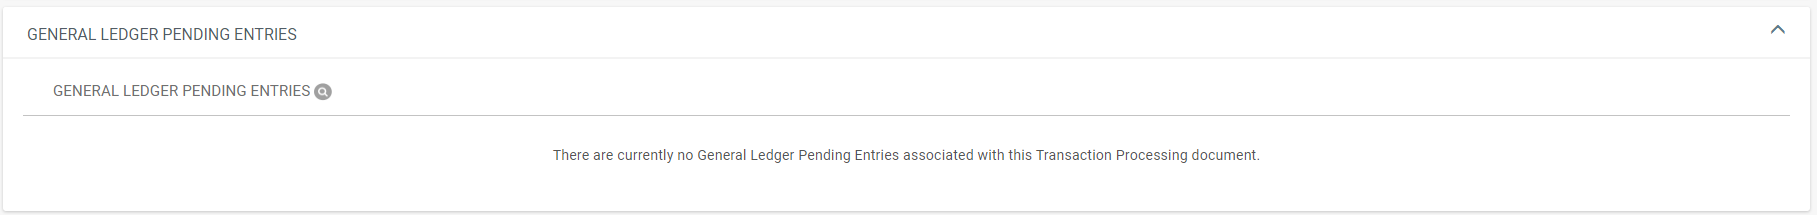 GENERAL LEDGER PENDING ENTRIES
GENERAL LEDGER PENDING ENTRIES
There are currently no General Ledger Pending Entries associated with this Transaction Processing document.